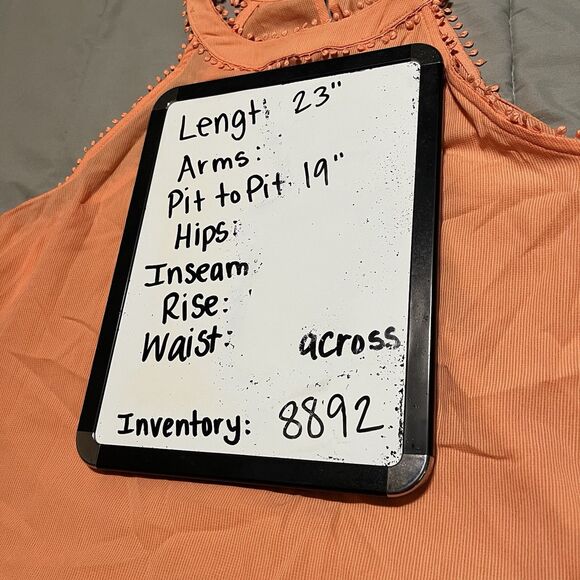 Lengt: 23"
Arms:
Pit to Pit: 19"
Hips:
Inseam
Rise:
Waist: across
Inventory: 8892